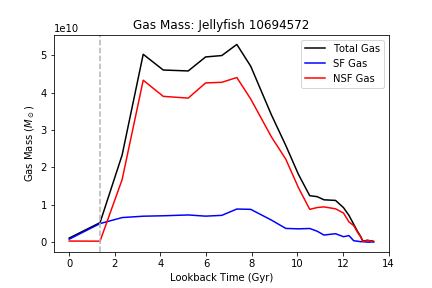 Gas Mass: Jellyfish 10694572
1e10
Total Gas
SF Gas
NSF Gas
5
4
3
2
1
0
Gas Mass (M⊙)
0 2 4 6 8 10 12 14
Lookback Time (Gyr)